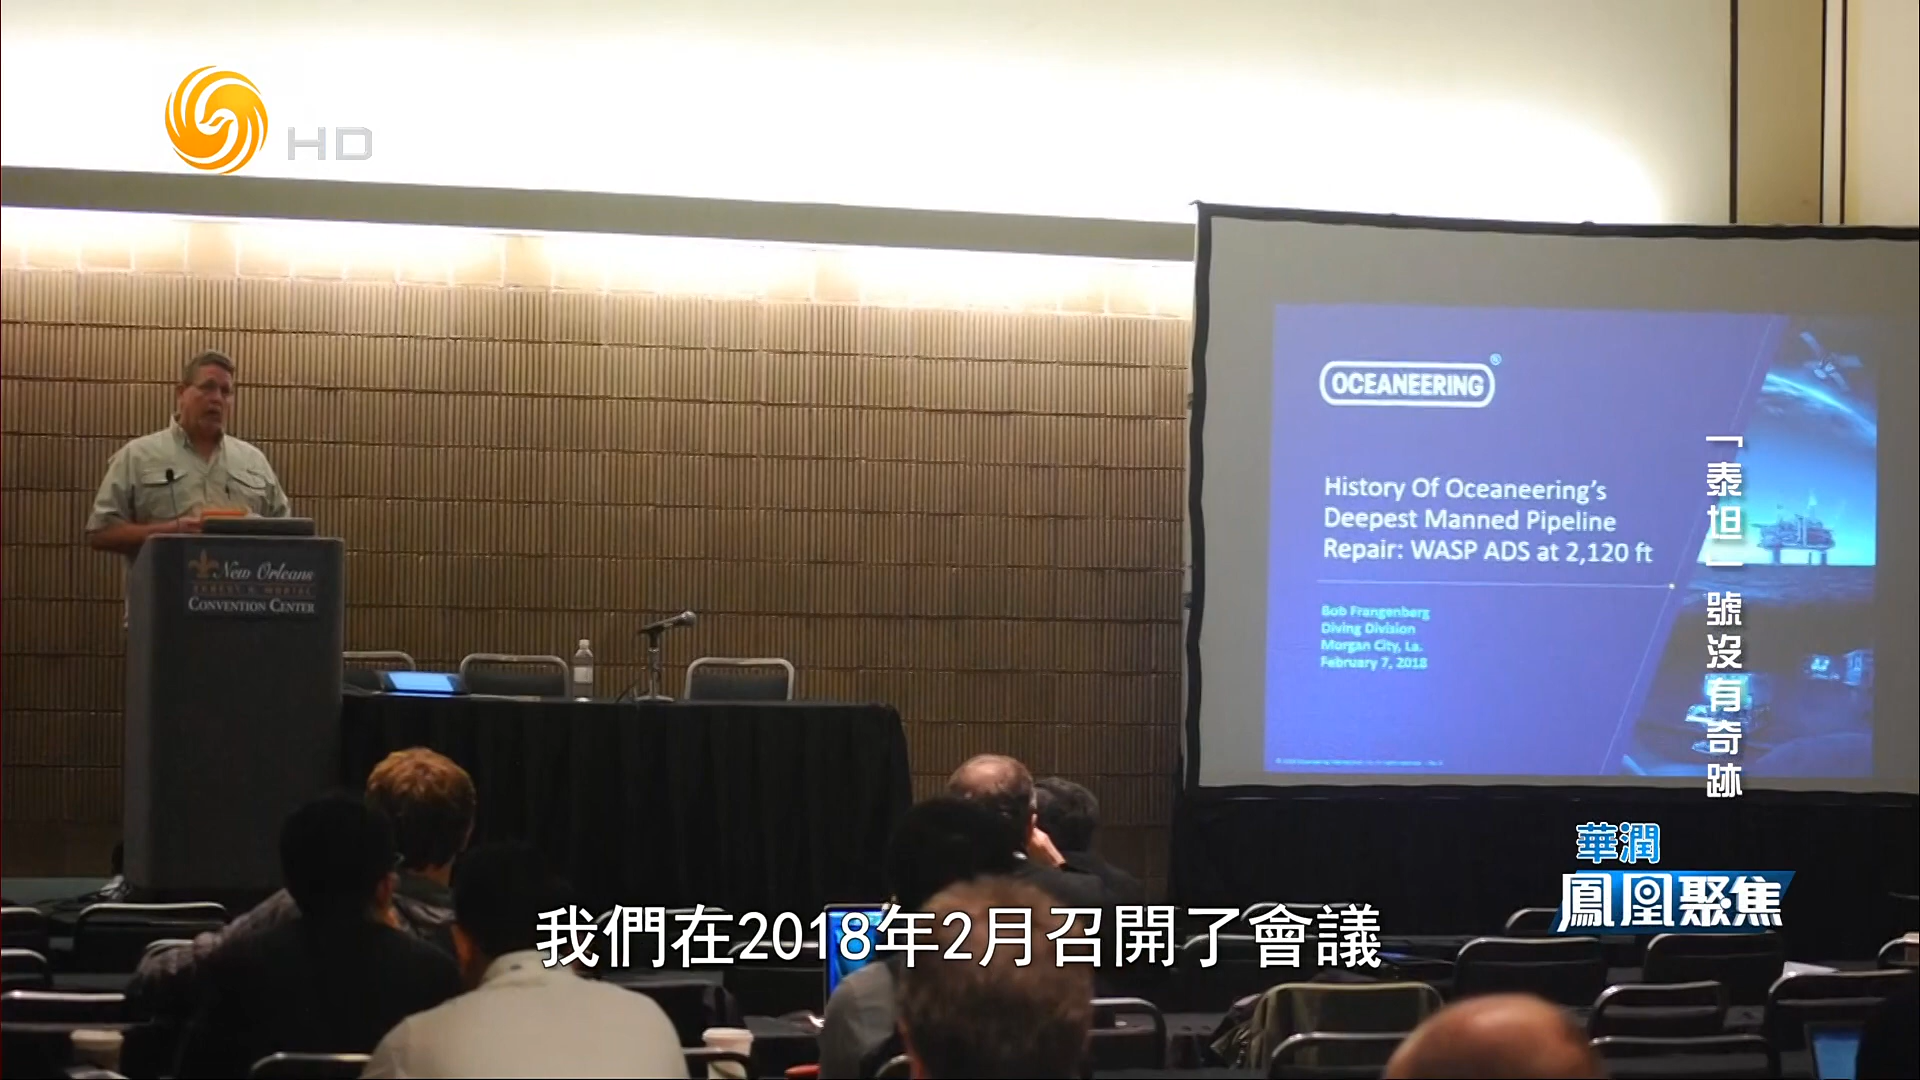 HD
OCEANEERING
®
History Of Oceaneering's
Deepest Manned Pipeline
Repair: WASP ADS at 2,120 ft
Bob Frangenberg
Diving Division
Morgan City, La.
February 7, 2018
New Orleans
ERNEST N. MORIAL
CONVENTION CENTER
「泰坦」號沒有奇跡
華潤
鳳凰聚焦
我們在2018年2月召開了會議